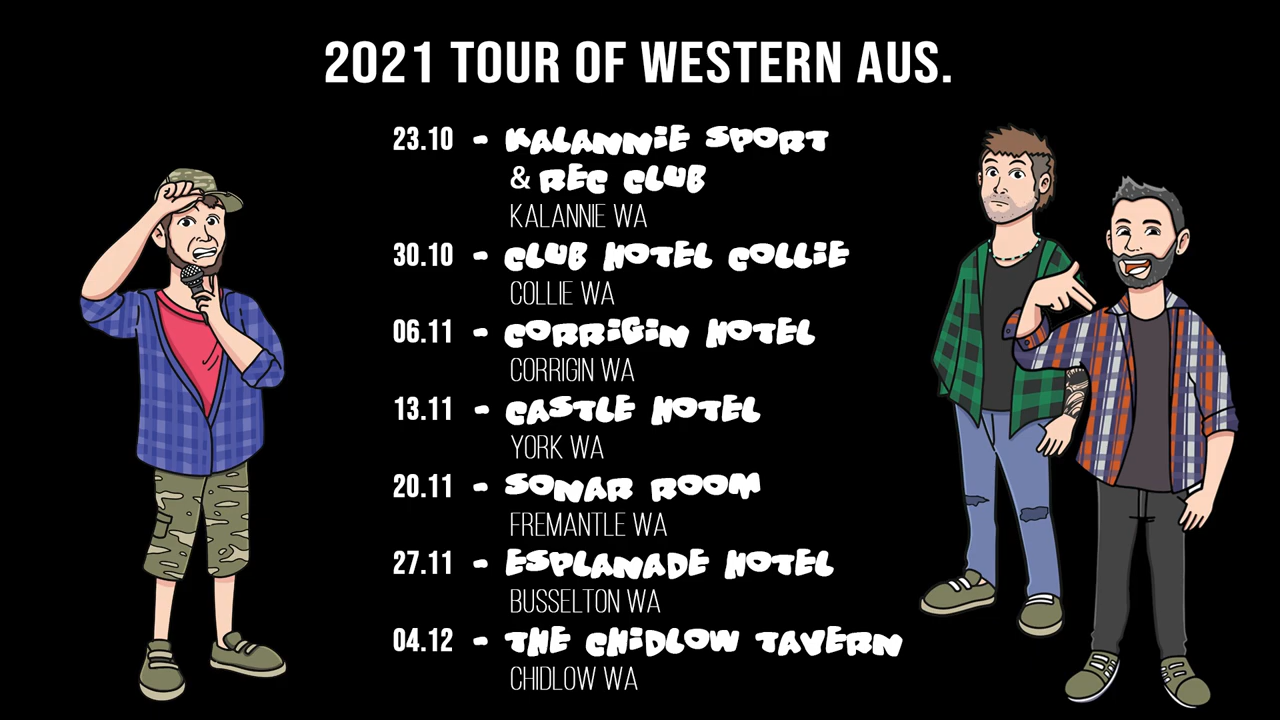 2021 TOUR OF WESTERN AUS.
23.10 - KALANNiE SPORT
& REC CLUB
KALANNIE WA
30.10 - CLUB HOTEL COLLiE
COLLIE WA
06.11 - CORRiGiN HOTEL
CORRIGIN WA
13.11 - CASTLE HOTEL
YORK WA
20.11 - SONAR ROOM
FREMANTLE WA
27.11 - ESPLANADE HOTEL
BUSSELTON WA
04.12 - THE CHiDLOW TAVERN
CHIDLOW WA